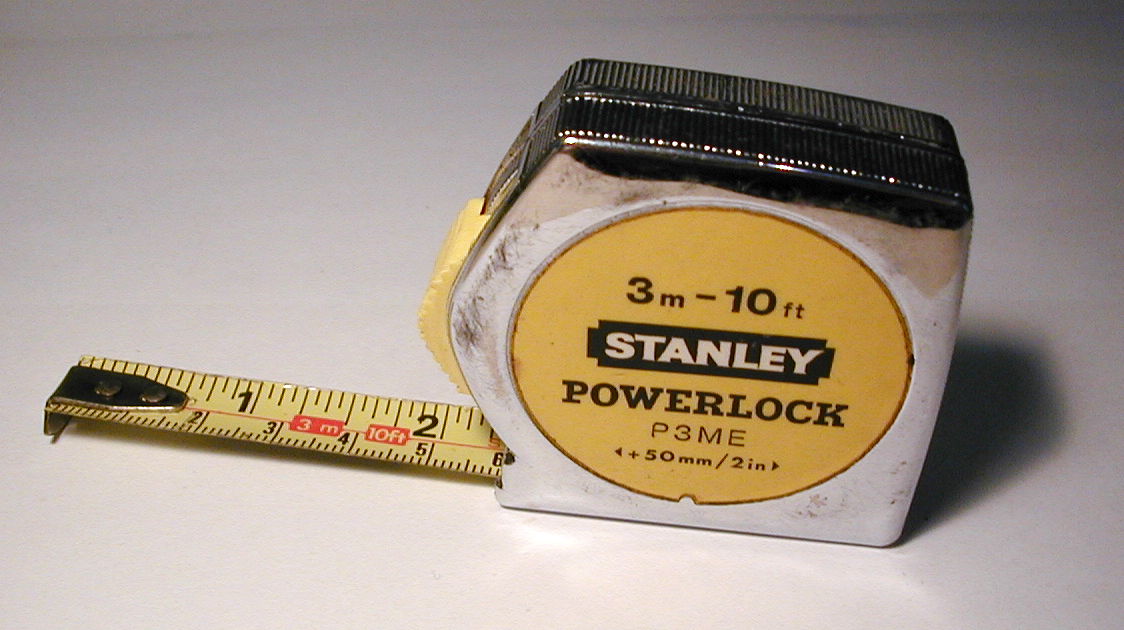 3m - 10ft
STANLEY
POWERLOCK
P3ME
◂+50mm/2in▸
1 2
2 3 3 m 4 10ft 5 6